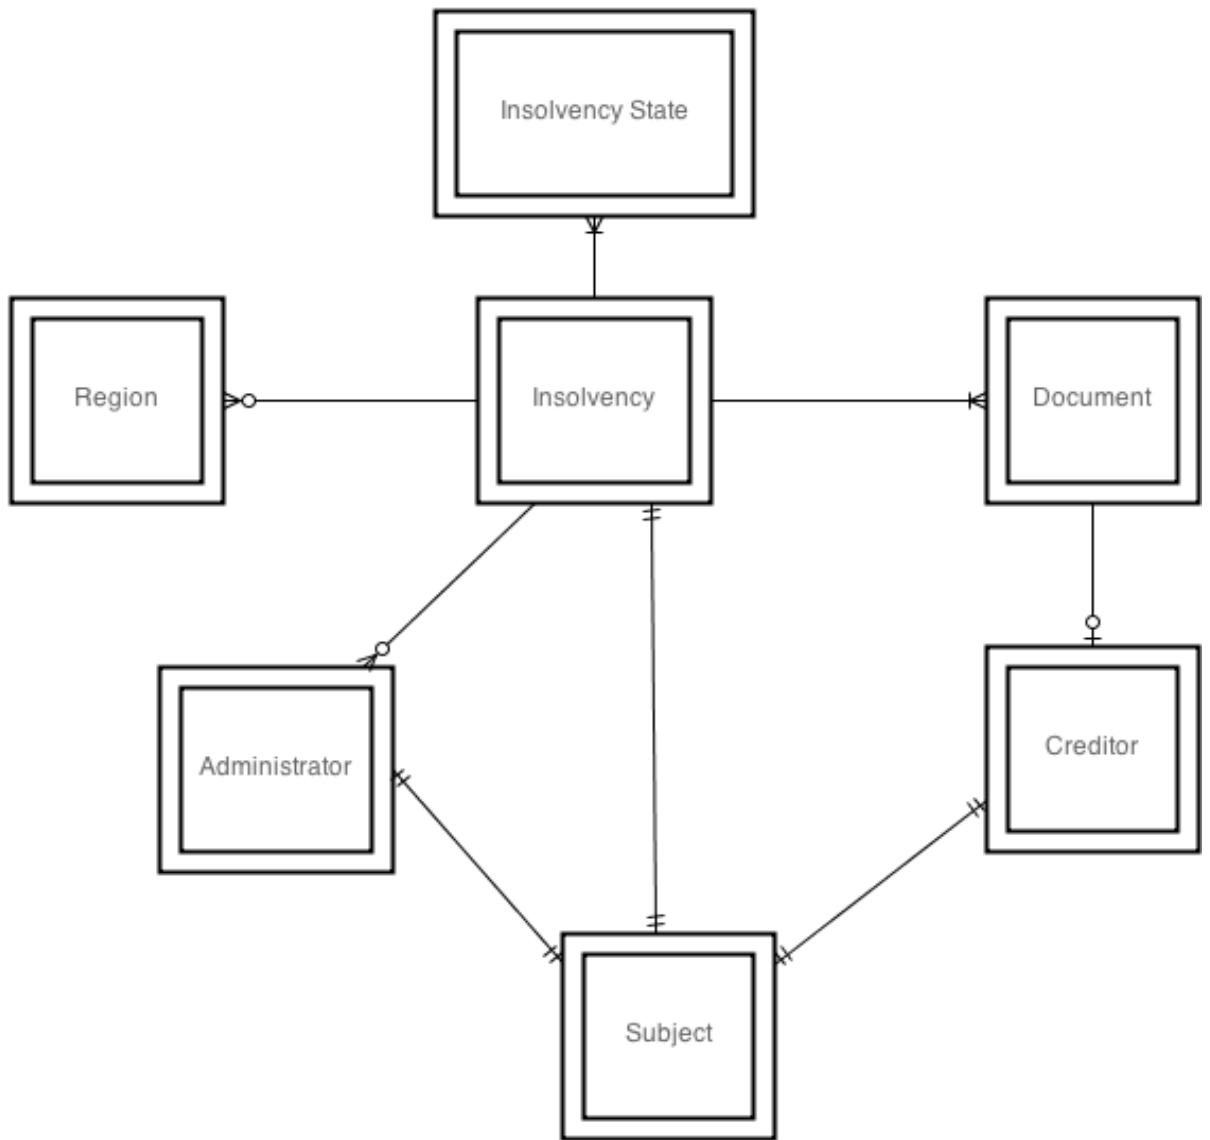 Insolvency State
Region
Insolvency
Document
Administrator
Creditor
Subject